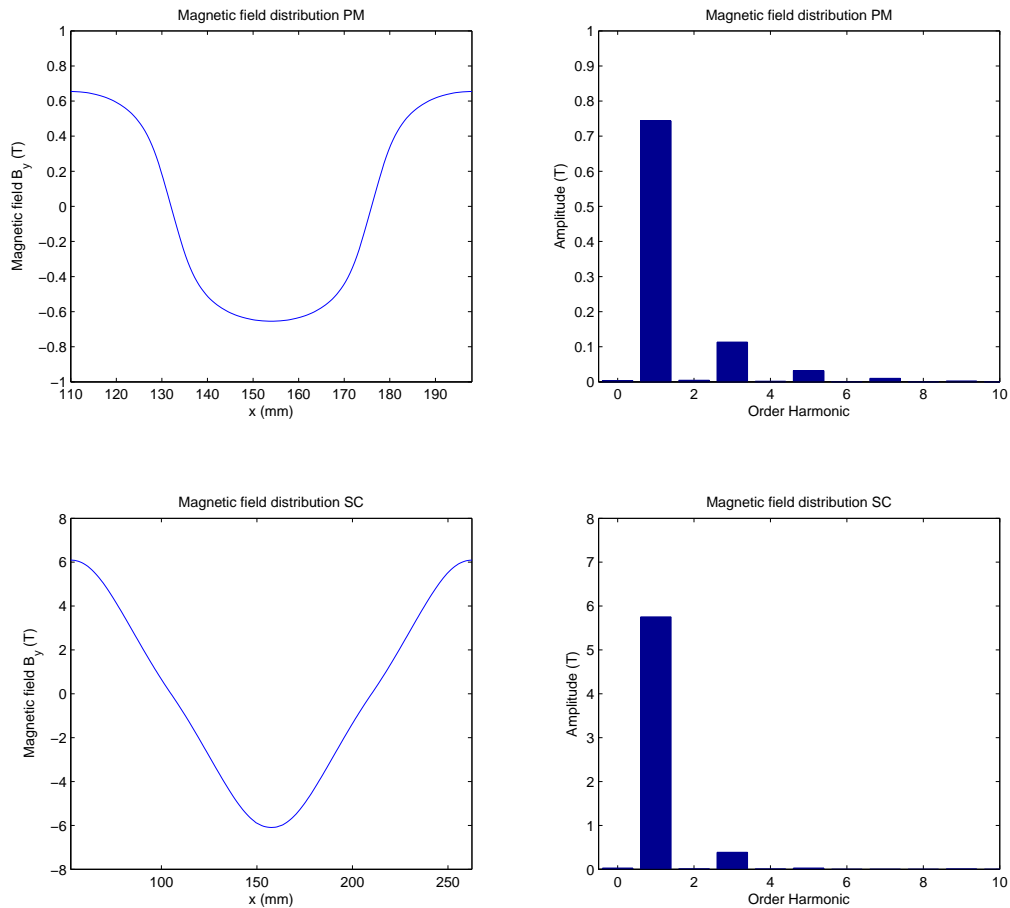 Magnetic field distribution PM
1
0.8
0.6
0.4
0.2
0
−0.2
−0.4
−0.6
−0.8
−1
Magnetic field By (T)
110 120 130 140 150 160 170 180 190
x (mm)
Magnetic field distribution PM
1
0.9
0.8
0.7
0.6
0.5
0.4
0.3
0.2
0.1
0
Amplitude (T)
0 2 4 6 8 10
Order Harmonic
Magnetic field distribution SC
8
6
4
2
0
−2
−4
−6
−8
Magnetic field By (T)
100 150 200 250
x (mm)
Magnetic field distribution SC
8
7
6
5
4
3
2
1
0
Amplitude (T)
0 2 4 6 8 10
Order Harmonic